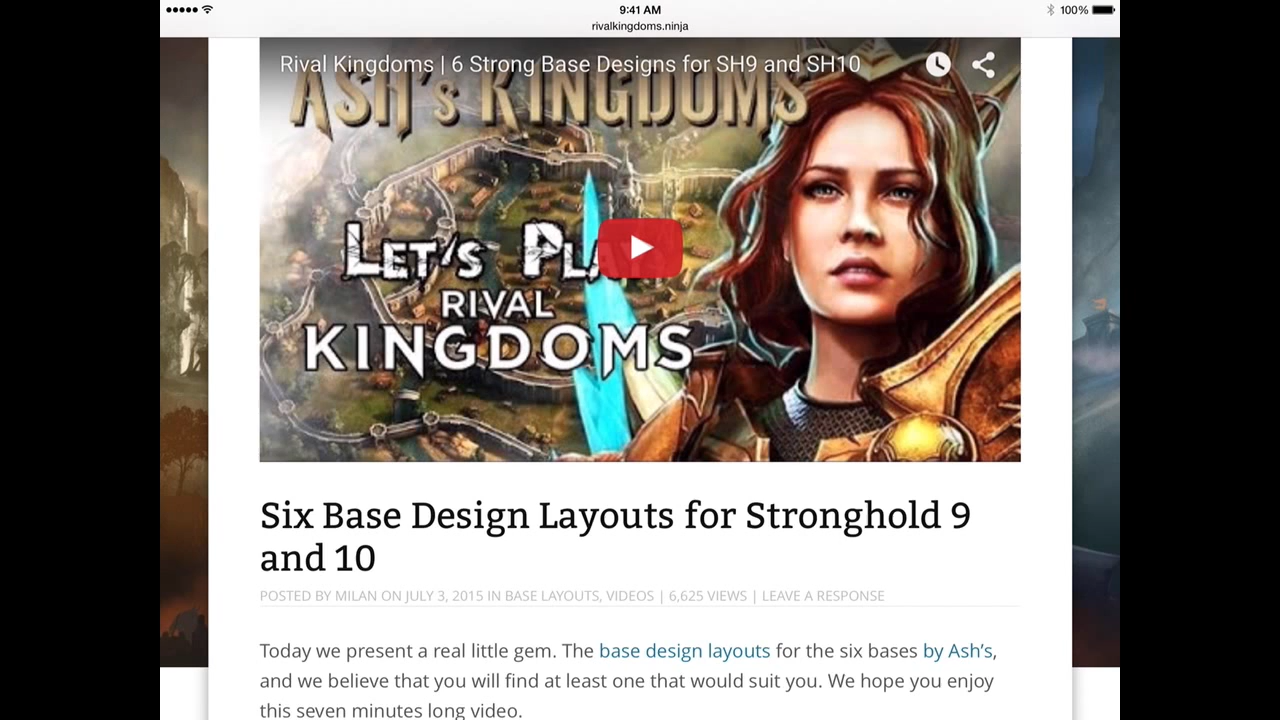 9:41 AM
100%
rivalkingdoms.ninja
Rival Kingdoms | 6 Strong Base Designs for SH9 and SH10
ASH's KINGDOMS
LET'S PLAY
RIVAL
KINGDOMS
Six Base Design Layouts for Stronghold 9
and 10
POSTED BY MILAN ON JULY 3, 2015 IN BASE LAYOUTS, VIDEOS | 6,625 VIEWS | LEAVE A RESPONSE
Today we present a real little gem. The base design layouts for the six bases by Ash’s,
and we believe that you will find at least one that would suit you. We hope you enjoy
this seven minutes long video.